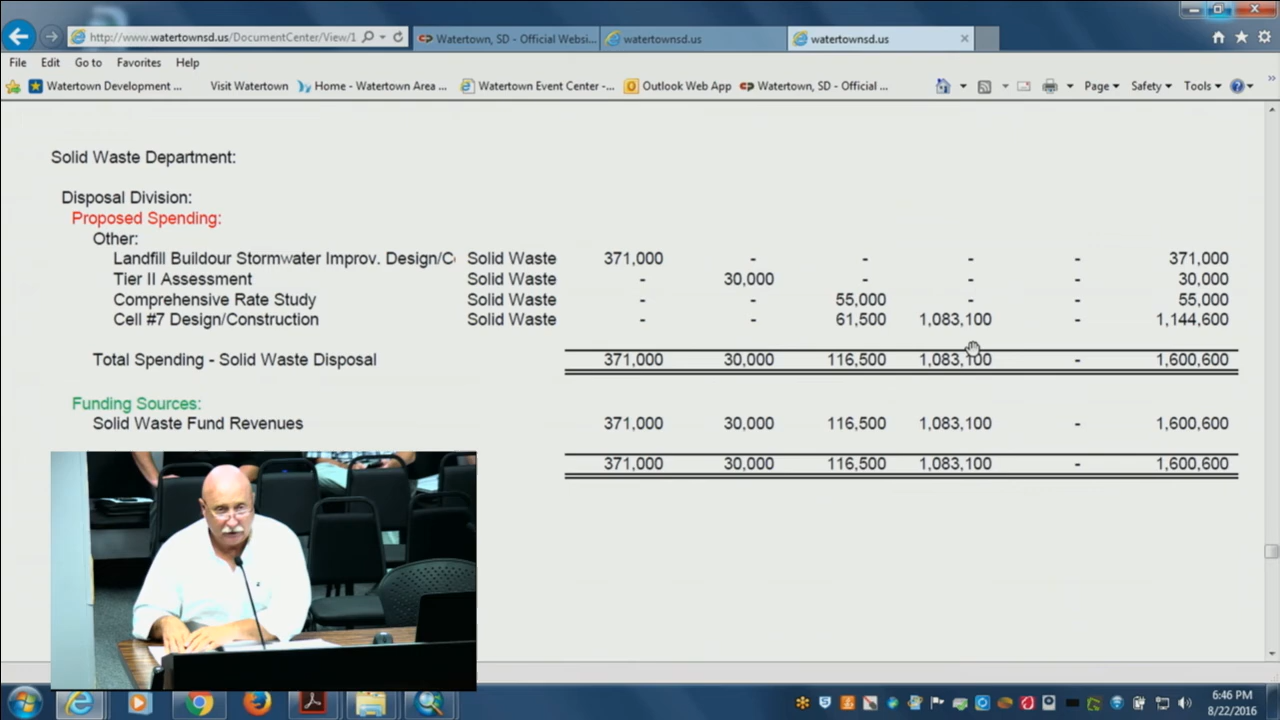 http://www.watertownsd.us/DocumentCenter/View/1
Watertown, SD - Official Websi...
watertownsd.us
watertownsd.us
File Edit Go to Favorites Help
Watertown Development ... Visit Watertown Home - Watertown Area ... Watertown Event Center -... Outlook Web App Watertown, SD - Official ... Page Safety Tools
Solid Waste Department:
Disposal Division:
Proposed Spending:
Other:
Landfill Buildour Stormwater Improv. Design/C Solid Waste 371,000 - - - - 371,000
Tier II Assessment Solid Waste - 30,000 - - - 30,000
Comprehensive Rate Study Solid Waste - - 55,000 - - 55,000
Cell #7 Design/Construction Solid Waste - - 61,500 1,083,100 - 1,144,600
Total Spending - Solid Waste Disposal 371,000 30,000 116,500 1,083,100 - 1,600,600
Funding Sources:
Solid Waste Fund Revenues 371,000 30,000 116,500 1,083,100 - 1,600,600
371,000 30,000 116,500 1,083,100 - 1,600,600
6:46 PM
8/22/2016